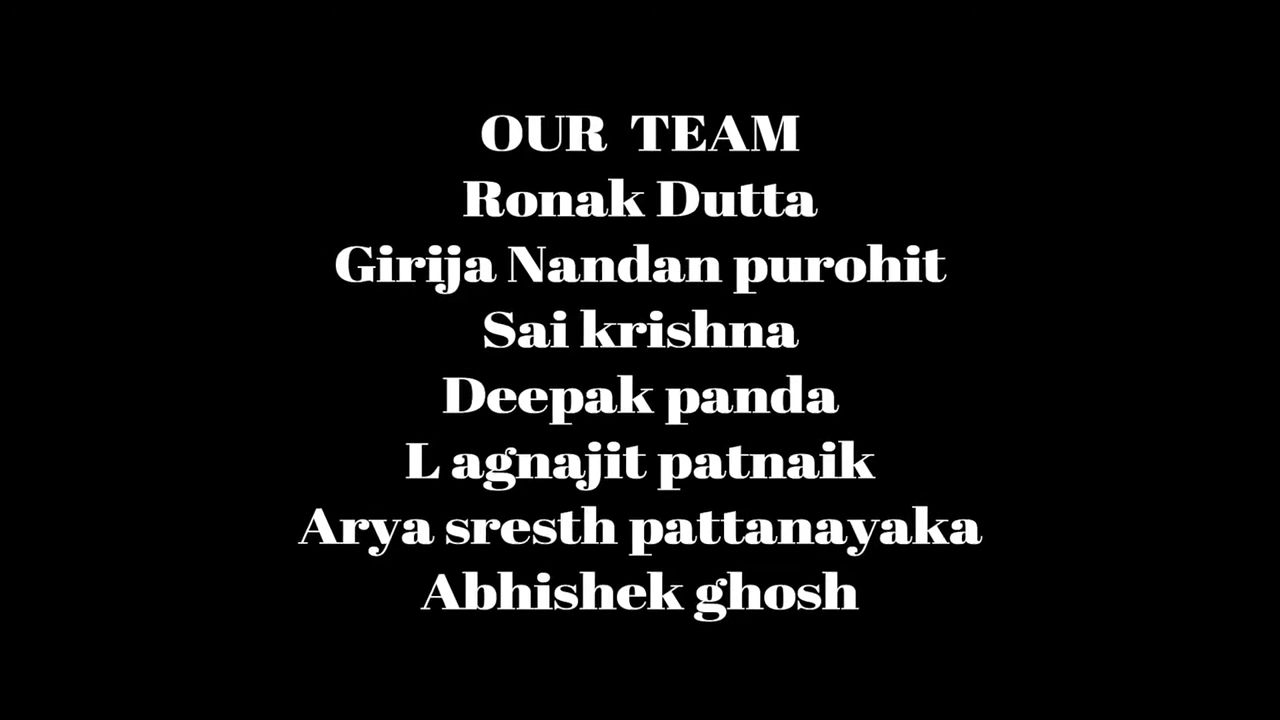 OUR TEAM
Ronak Dutta
Girija Nandan purohit
Sai krishna
Deepak panda
L agnajit patnaik
Arya sresth pattanayaka
Abhishek ghosh